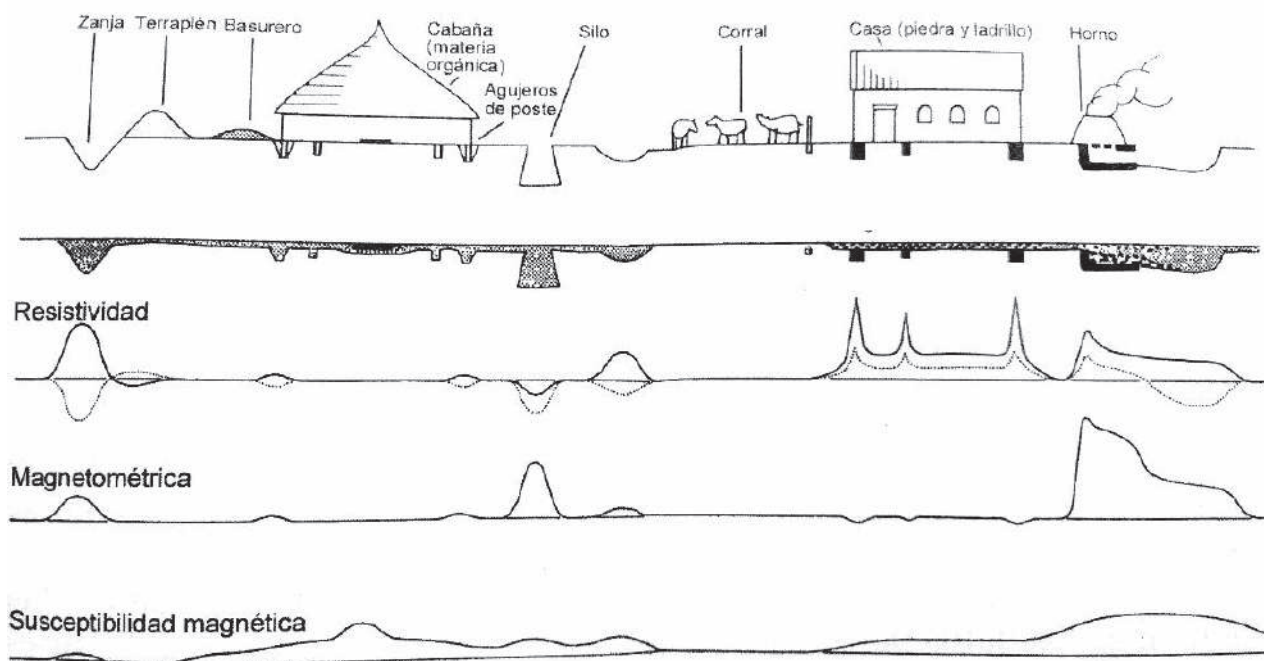 Zanja Terraplén Basurero
Cabaña
(materia
orgánica)
Agujeros
de poste
Silo
Corral
Casa (piedra y ladrillo)
Horno
Resistividad
Magnetométrica
Susceptibilidad magnética